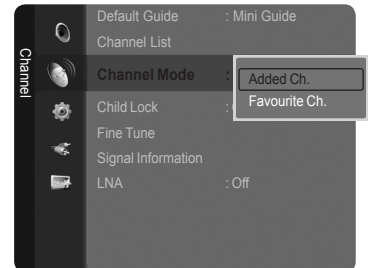 Channel
Default Guide : Mini Guide
Channel List
Channel Mode :
Added Ch.
Favourite Ch.
Child Lock :
Fine Tune
Signal Information
LNA : Off